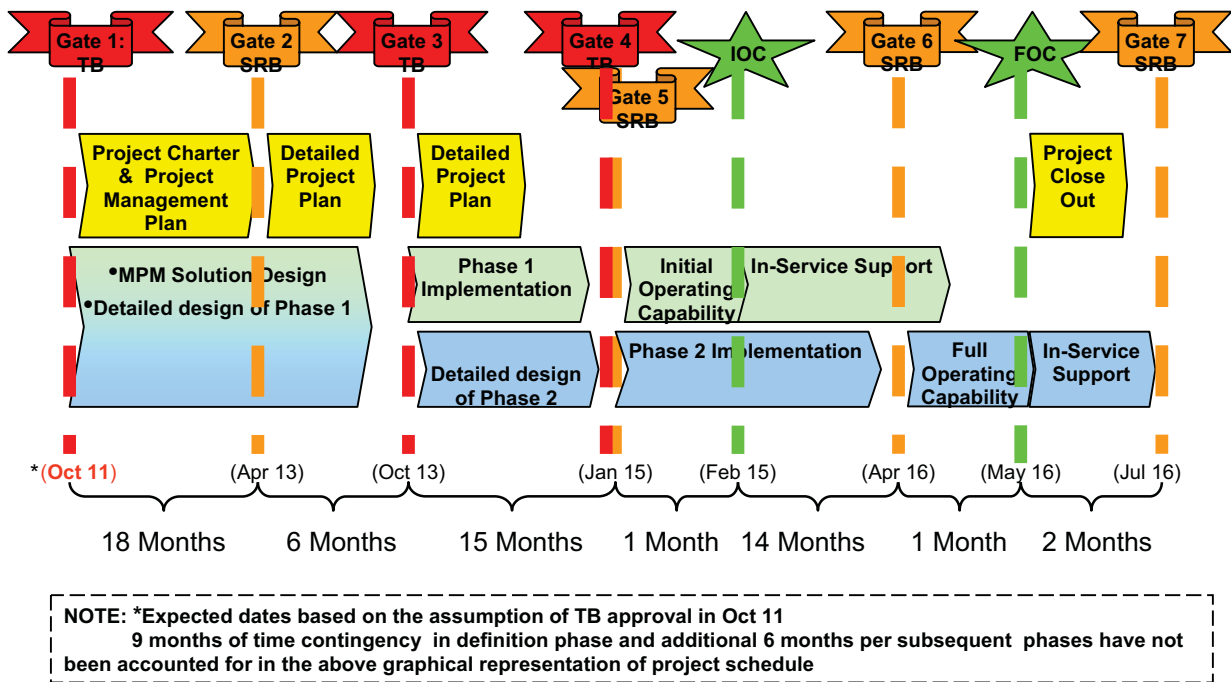 Gate 1:
TB
Gate 2
SRB
Gate 3
TB
Gate 4
TB
Gate 5
SRB
IOC
Gate 6
SRB
FOC
Gate 7
SRB
Project Charter
& Project
Management
Plan
Detailed
Project
Plan
Detailed
Project
Plan
Project
Close
Out
•MPM Solution Design
•Detailed design of Phase 1
Phase 1
Implementation
Initial
Operating
Capability
In-Service Support
Detailed design
of Phase 2
Phase 2 Implementation
Full
Operating
Capability
In-Service
Support
*(Oct 11)
(Apr 13)
(Oct 13)
(Jan 15)
(Feb 15)
(Apr 16)
(May 16)
(Jul 16)
18 Months
6 Months
15 Months
1 Month
14 Months
1 Month
2 Months
NOTE: *Expected dates based on the assumption of TB approval in Oct 11
9 months of time contingency in definition phase and additional 6 months per subsequent phases have not
been accounted for in the above graphical representation of project schedule